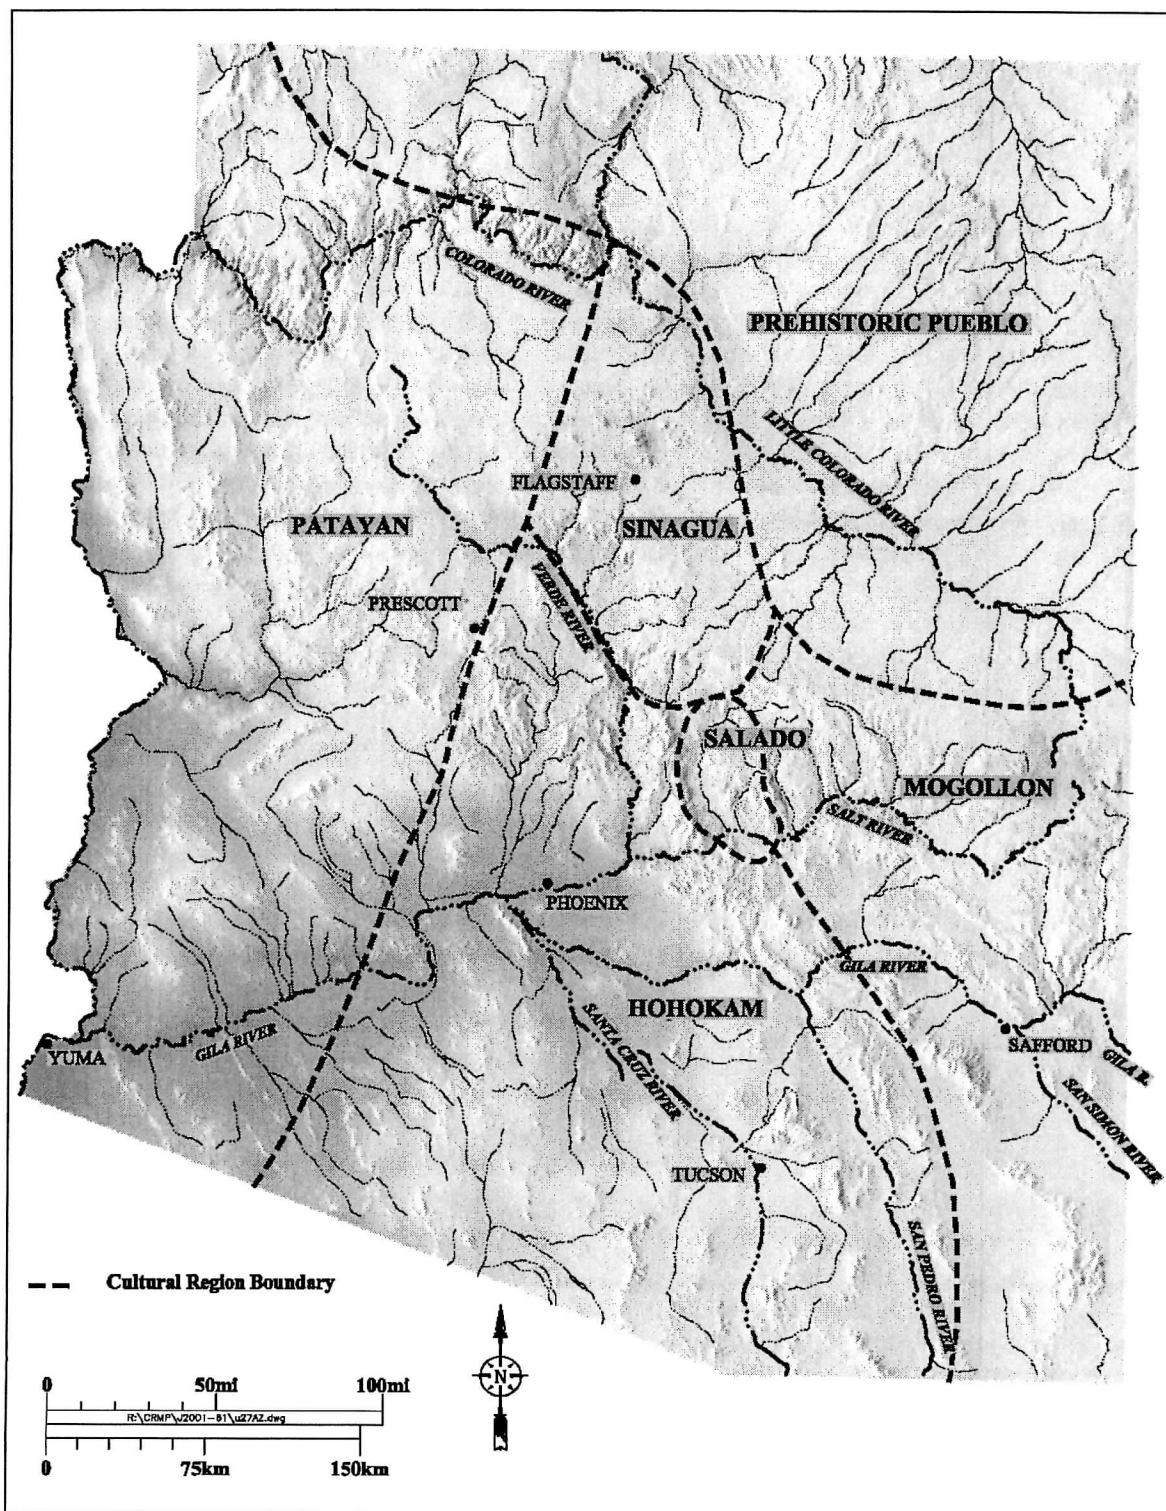 COLORADO RIVER
PREHISTORIC PUEBLO
LITTLE COLORADO RIVER
FLAGSTAFF
PATAYAN
SINAGUA
VERDE RIVER
PRESCOTT
SALADO
MOGOLLON
SALT RIVER
PHOENIX
GILA RIVER
HOHOKAM
SANTA CRUZ RIVER
GILA RIVER
YUMA
SAFFORD
GILA R.
SAN SIMON RIVER
TUCSON
SAN PEDRO RIVER
Cultural Region Boundary
0 50mi 100mi
R:\CRMP\J2001-61\u27AZ.dwg
0 75km 150km
N